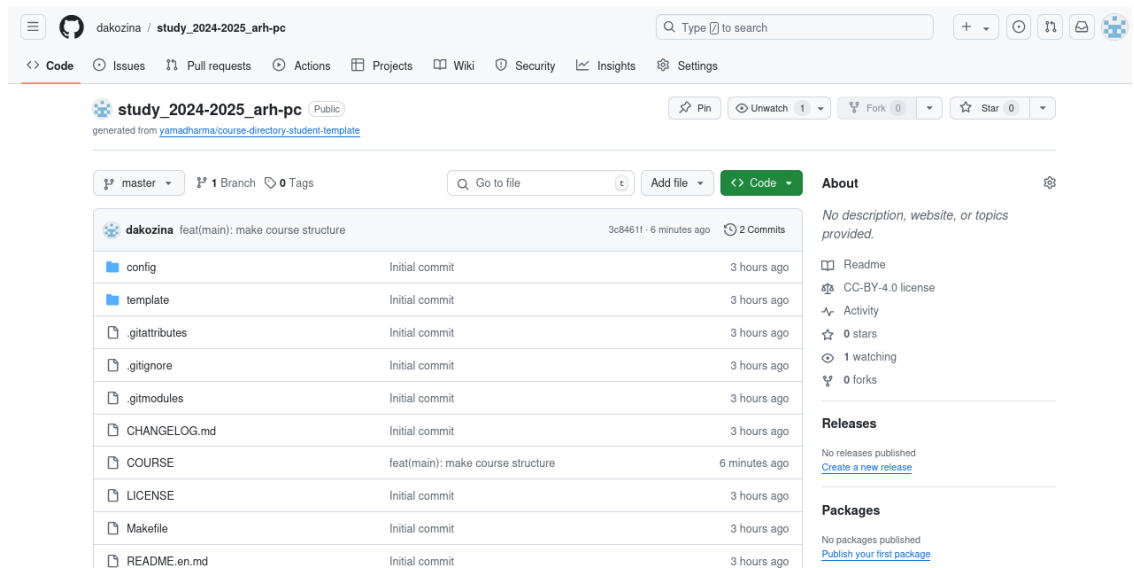 dakozina / study_2024-2025_arh-pc
Type / to search
Code Issues Pull requests Actions Projects Wiki Security Insights Settings
study_2024-2025_arh-pc Public
Pin Unwatch 1 Fork 0 Star 0
generated from yamadharma/course-directory-student-template
master 1 Branch 0 Tags
Go to file t
Add file
Code
dakozina feat(main): make course structure 3c8461f · 6 minutes ago 2 Commits
config Initial commit 3 hours ago
template Initial commit 3 hours ago
.gitattributes Initial commit 3 hours ago
.gitignore Initial commit 3 hours ago
.gitmodules Initial commit 3 hours ago
CHANGELOG.md Initial commit 3 hours ago
COURSE feat(main): make course structure 6 minutes ago
LICENSE Initial commit 3 hours ago
Makefile Initial commit 3 hours ago
README.en.md Initial commit 3 hours ago
About
No description, website, or topics
provided.
Readme
CC-BY-4.0 license
Activity
0 stars
1 watching
0 forks
Releases
No releases published
Create a new release
Packages
No packages published
Publish your first package